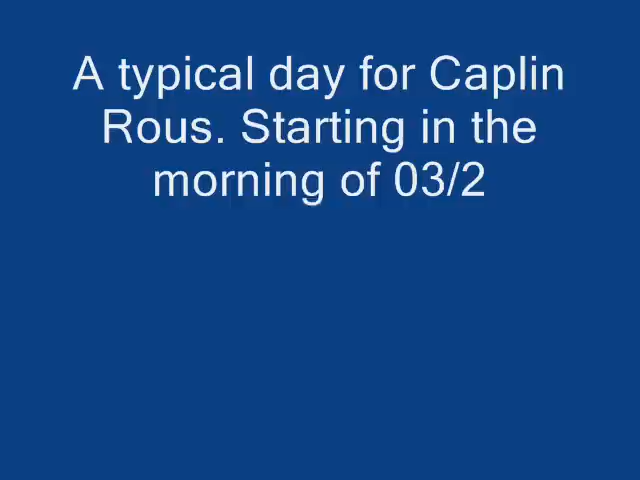 A typical day for Caplin
Rous. Starting in the
morning of 03/2